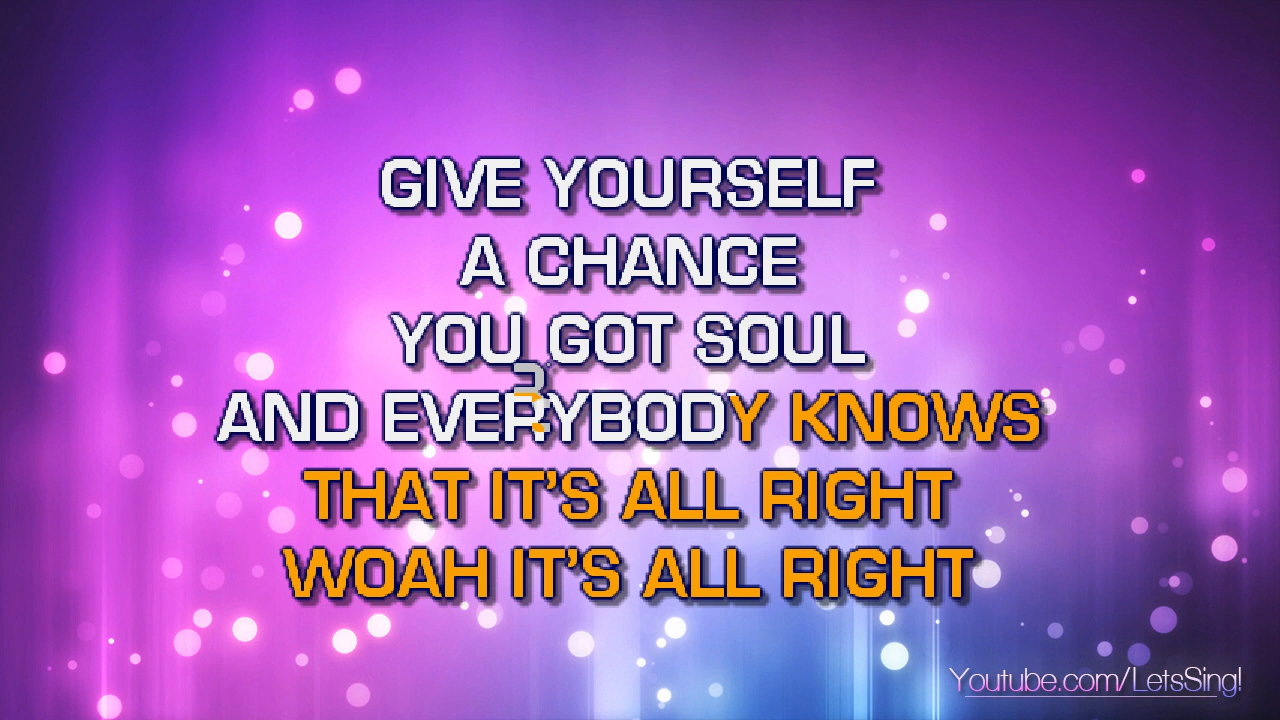 GIVE YOURSELF
A CHANCE
YOU GOT SOUL
3
AND EVERYBODY KNOWS
THAT IT'S ALL RIGHT
WOAH IT'S ALL RIGHT
Youtube.com/LetsSing!